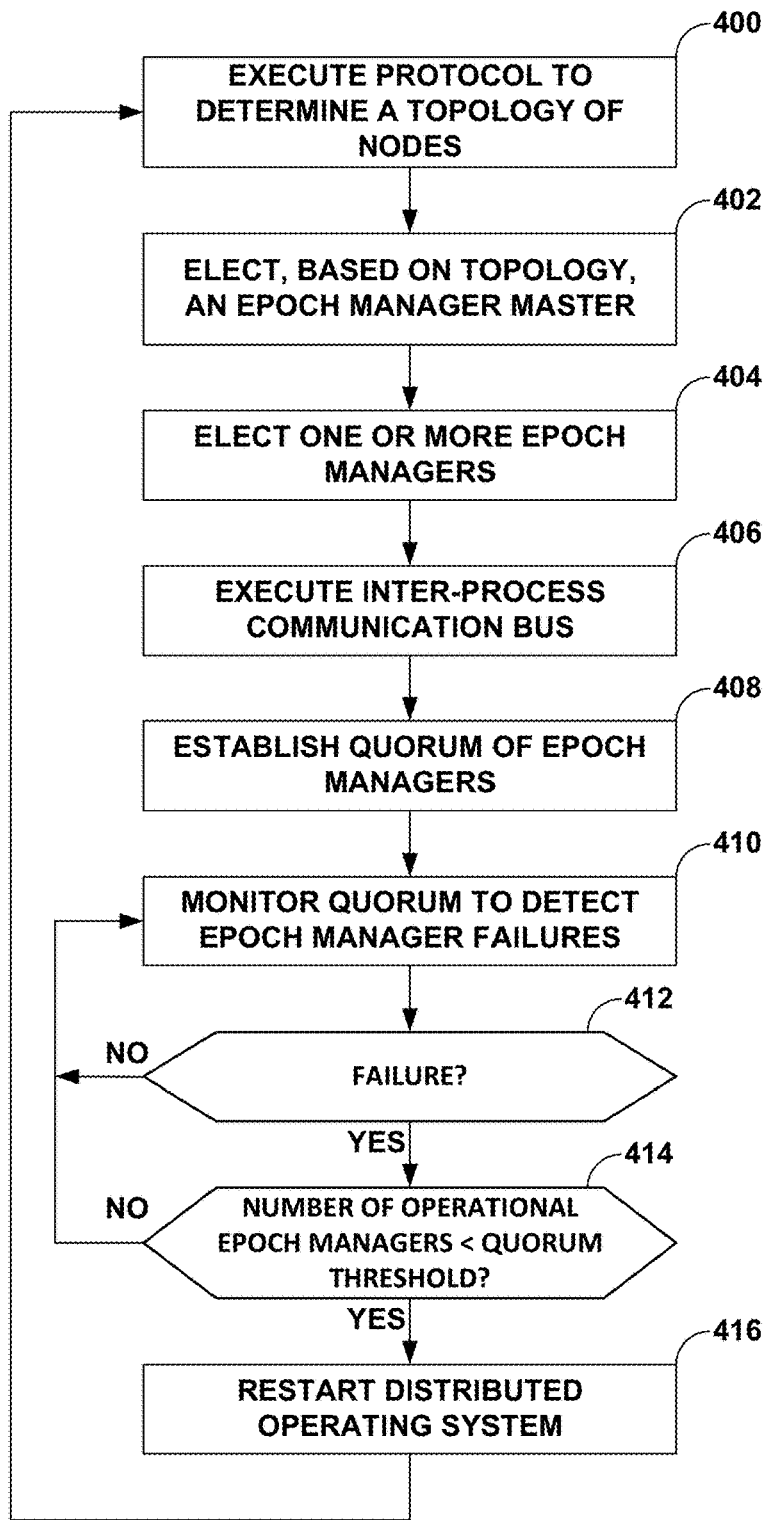 400
EXECUTE PROTOCOL TO
DETERMINE A TOPOLOGY OF
NODES
402
ELECT, BASED ON TOPOLOGY,
AN EPOCH MANAGER MASTER
404
ELECT ONE OR MORE EPOCH
MANAGERS
406
EXECUTE INTER-PROCESS
COMMUNICATION BUS
408
ESTABLISH QUORUM OF EPOCH
MANAGERS
410
MONITOR QUORUM TO DETECT
EPOCH MANAGER FAILURES
412
NO
FAILURE?
YES
414
NO
NUMBER OF OPERATIONAL
EPOCH MANAGERS < QUORUM
THRESHOLD?
YES
416
RESTART DISTRIBUTED
OPERATING SYSTEM